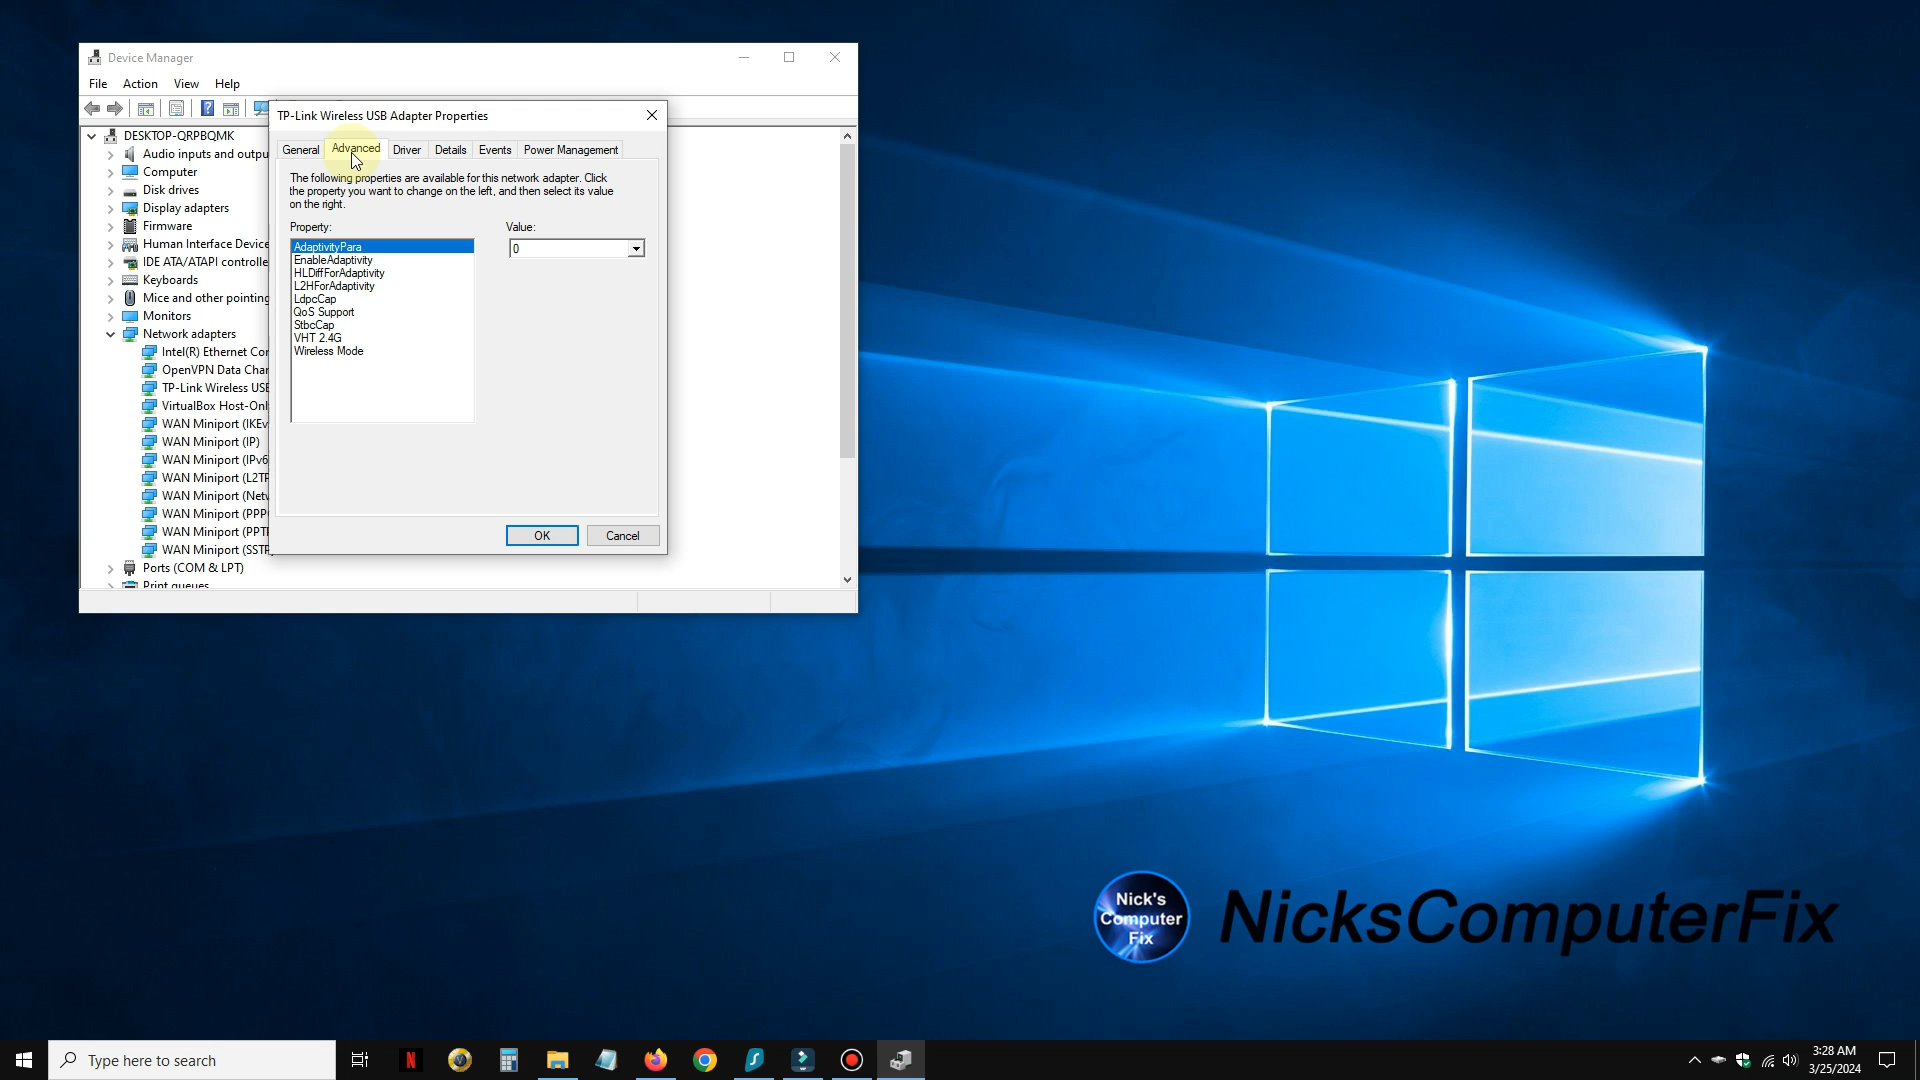 Device Manager
File Action View Help
TP-Link Wireless USB Adapter Properties
DESKTOP-QRPBQMK
General Advanced Driver Details Events Power Management
Audio inputs and outpu
Computer
The following properties are available for this network adapter. Click
the property you want to change on the left, and then select its value
on the right.
Disk drives
Display adapters
Firmware
Property: Value:
Human Interface Device
AdaptivityPara 0
EnableAdaptivity
HLDiffForAdaptivity
L2HForAdaptivity
LdpcCap
QoS Support
StbcCap
VHT 2.4G
Wireless Mode
IDE ATA/ATAPI controlle
Keyboards
Mice and other pointing
Monitors
Network adapters
Intel(R) Ethernet Cor
OpenVPN Data Char
TP-Link Wireless USB
VirtualBox Host-Onl
WAN Miniport (IKEv
WAN Miniport (IP)
WAN Miniport (IPv6
WAN Miniport (L2TP
WAN Miniport (Netw
WAN Miniport (PPP
WAN Miniport (PPTP
WAN Miniport (SSTP
OK Cancel
Ports (COM & LPT)
Print queues
Nick's
Computer
Fix
NicksComputerFix
Type here to search
N
3:28 AM
3/25/2024